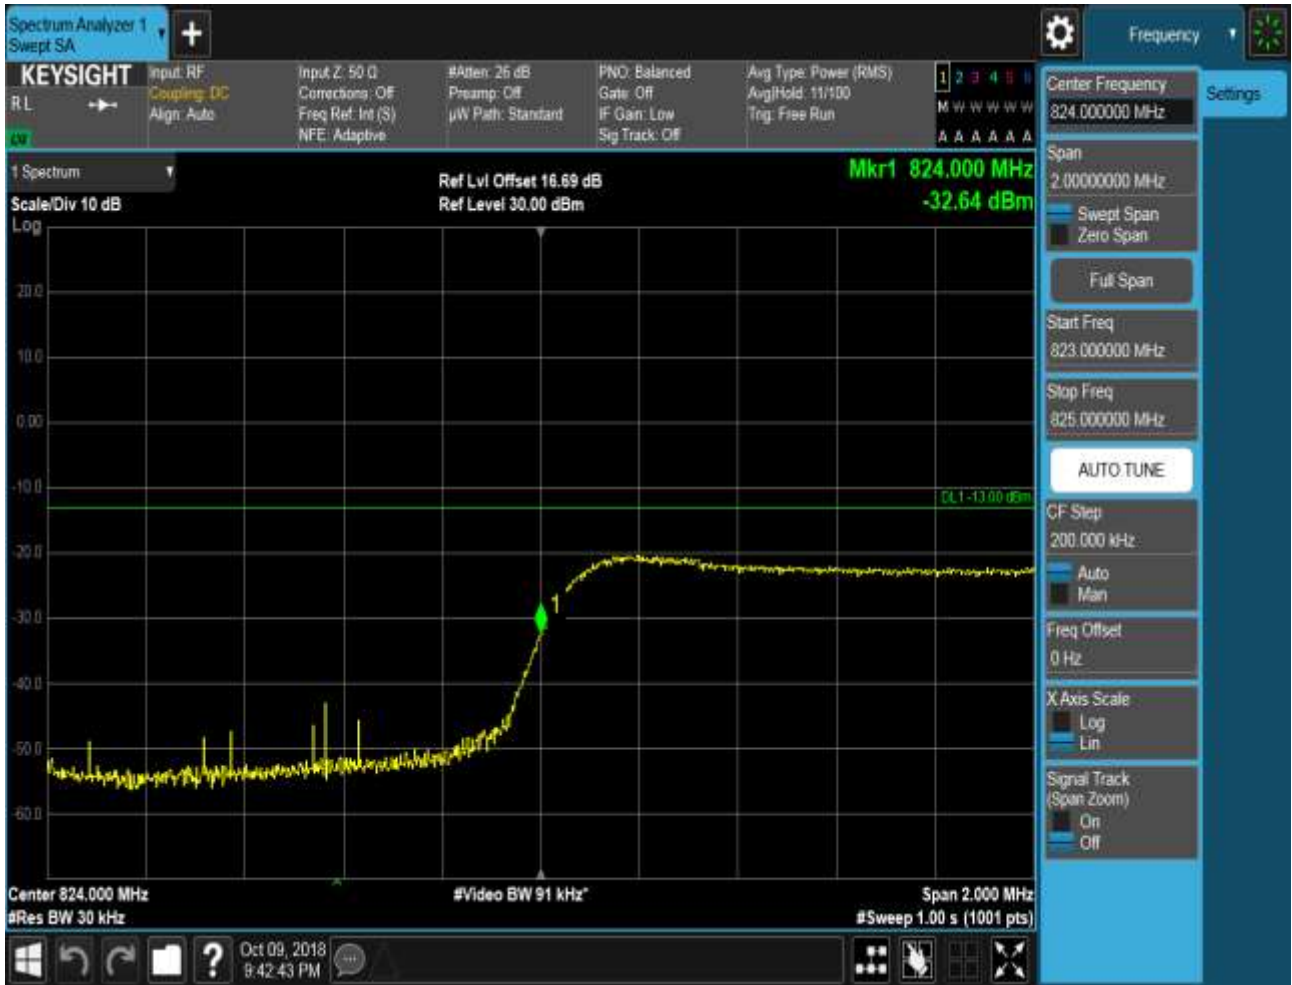 Spectrum Analyzer 1
Swept SA
+
Frequency
KEYSIGHT
R L
LW
Input: RF
Coupling: DC
Align: Auto
Input Z: 50 Ω
Corrections: Off
Freq Ref: Int (S)
NFE: Adaptive
#Atten: 26 dB
Preamp: Off
µW Path: Standard
PNO: Balanced
Gate: Off
IF Gain: Low
Sig Track: Off
Avg Type: Power (RMS)
Avg|Hold: 11/100
Trig: Free Run
1 2 3 4 5 6
M W W W W W
A A A A A A
1 Spectrum
Scale/Div 10 dB
Log
Ref Lvl Offset 16.69 dB
Ref Level 30.00 dBm
Mkr1 824.000 MHz
-32.64 dBm
20.0
10.0
0.00
-10.0
DL1 -13.00 dBm
-20.0
1
-30.0
-40.0
-50.0
-60.0
Center 824.000 MHz
#Res BW 30 kHz
#Video BW 91 kHz*
Span 2.000 MHz
#Sweep 1.00 s (1001 pts)
?
Oct 09, 2018
9:42:43 PM
Center Frequency
824.000000 MHz
Settings
Span
2.00000000 MHz
Swept Span
Zero Span
Full Span
Start Freq
823.000000 MHz
Stop Freq
825.000000 MHz
AUTO TUNE
CF Step
200.000 kHz
Auto
Man
Freq Offset
0 Hz
X Axis Scale
Log
Lin
Signal Track
(Span Zoom)
On
Off